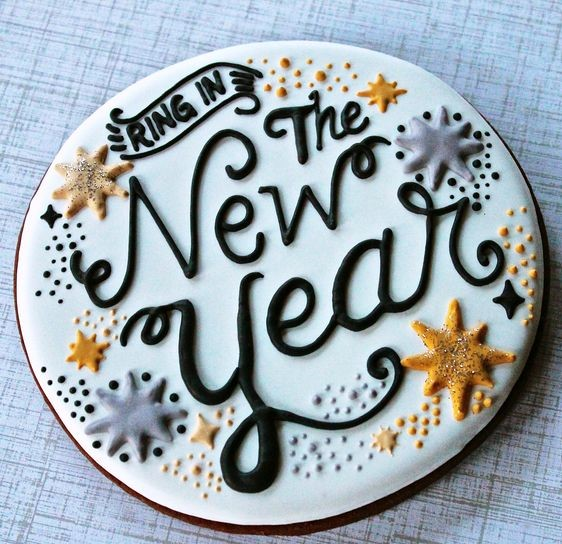 RING IN
The
New
Year